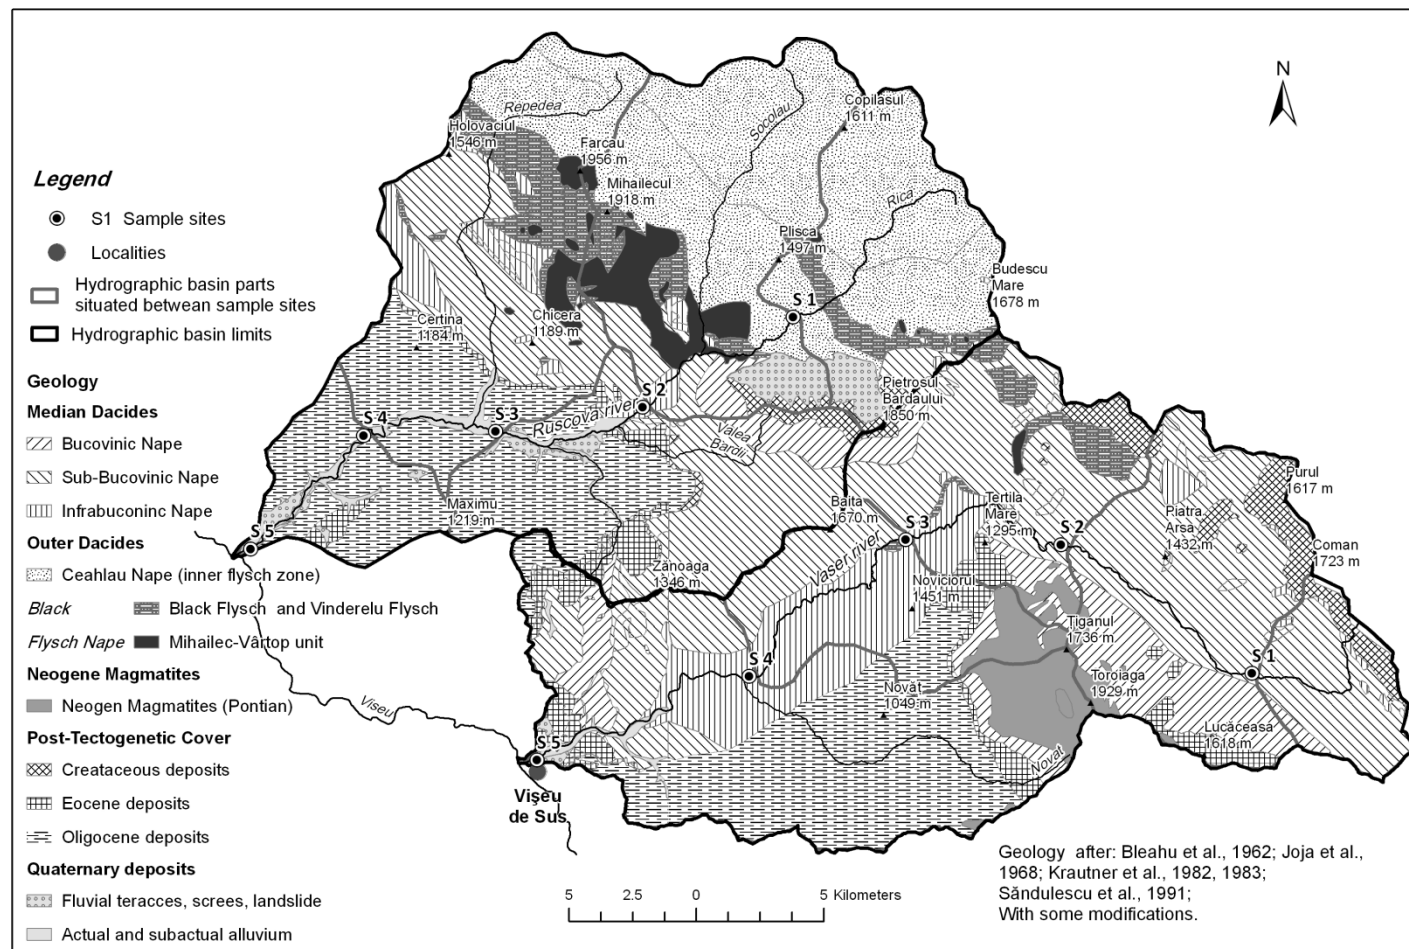 N
Repedea
Socolau
Copilasul
1611 m
Holovaciul
1546 m
Farcau
1956 m
Mihailecul
1918 m
Rica
Plisca
1497 m
Budescu
Mare
1678 m
S 1
Certina
1184 m
Chicera
1189 m
S 2
Pietrosul
Bardaului
1850 m
S 4
S 3
Ruscova river
Valea
Bardii
Maximu
1219 m
S 5
Zanoaga
1346 m
Baita
1670 m
S 3
Vaser river
Tertila
Mare
1295 m
S 2
Piatra
Arsa
1432 m
Purul
1617 m
Coman
1723 m
Noviciorul
1451 m
Tiganul
1736 m
S 1
Toroiaga
1929 m
S 4
Novăt
1049 m
Lucăceasa
1618 m
Novat
Viseu
S 5
Vişeu
de Sus
Legend
S1 Sample sites
Localities
Hydrographic basin parts
situated betwean sample sites
Hydrographic basin limits
Geology
Median Dacides
Bucovinic Nape
Sub-Bucovinic Nape
Infrabuconinc Nape
Outer Dacides
Ceahlau Nape (inner flysch zone)
Black Black Flysch and Vinderelu Flysch
Flysch Nape Mihailec-Vârtop unit
Neogene Magmatites
Neogen Magmatites (Pontian)
Post-Tectogenetic Cover
Creataceous deposits
Eocene deposits
Oligocene deposits
Quaternary deposits
Fluvial teracces, screes, landslide
Actual and subactual alluvium
5 2.5 0 5 Kilometers
Geology after: Bleahu et al., 1962; Joja et al.,
1968; Krautner et al., 1982, 1983;
Săndulescu et al., 1991;
With some modifications.